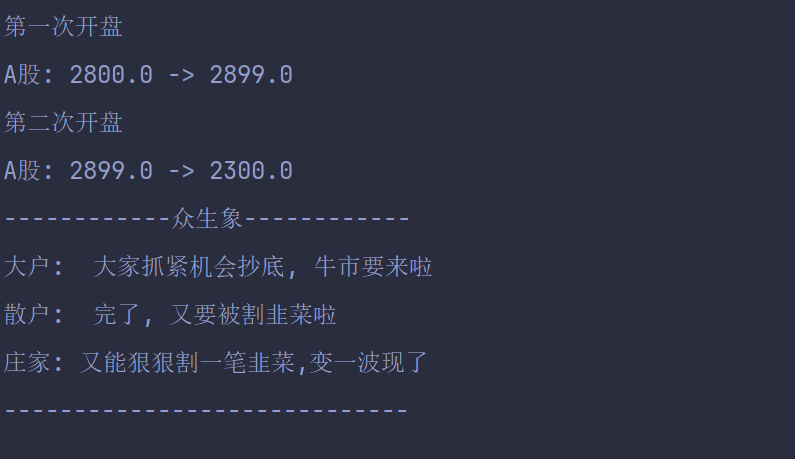 第一次开盘
A股: 2800.0 -> 2899.0
第二次开盘
A股: 2899.0 -> 2300.0
------------众生象------------
大户:  大家抓紧机会抄底, 牛市要来啦
散户:  完了, 又要被割韭菜啦
庄家: 又能狠狠割一笔韭菜,变一波现了
-----------------------------